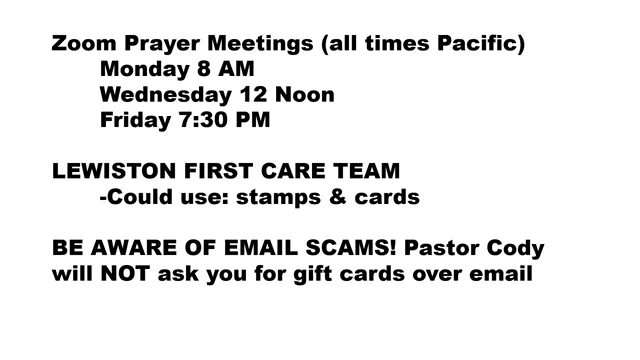 Zoom Prayer Meetings (all times Pacific)
Monday 8 AM
Wednesday 12 Noon
Friday 7:30 PM
LEWISTON FIRST CARE TEAM
-Could use: stamps & cards
BE AWARE OF EMAIL SCAMS! Pastor Cody
will NOT ask you for gift cards over email